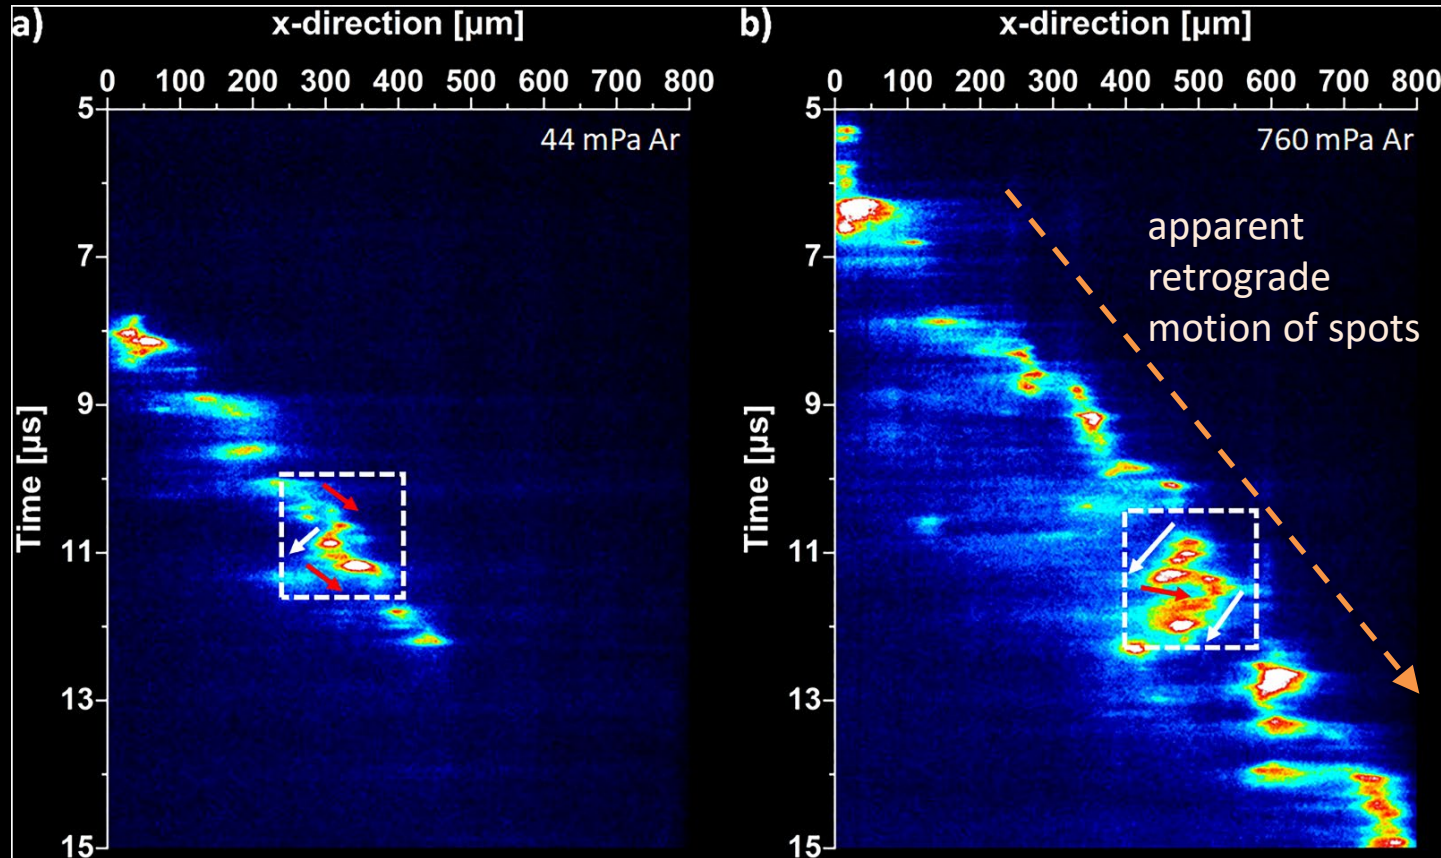 a)
x-direction [µm]
0 100 200 300 400 500 600 700 800
44 mPa Ar
Time [µs]
5
7
9
11
13
15
b)
x-direction [µm]
0 100 200 300 400 500 600 700 800
760 mPa Ar
apparent
retrograde
motion of spots
Time [µs]
5
7
9
11
13
15